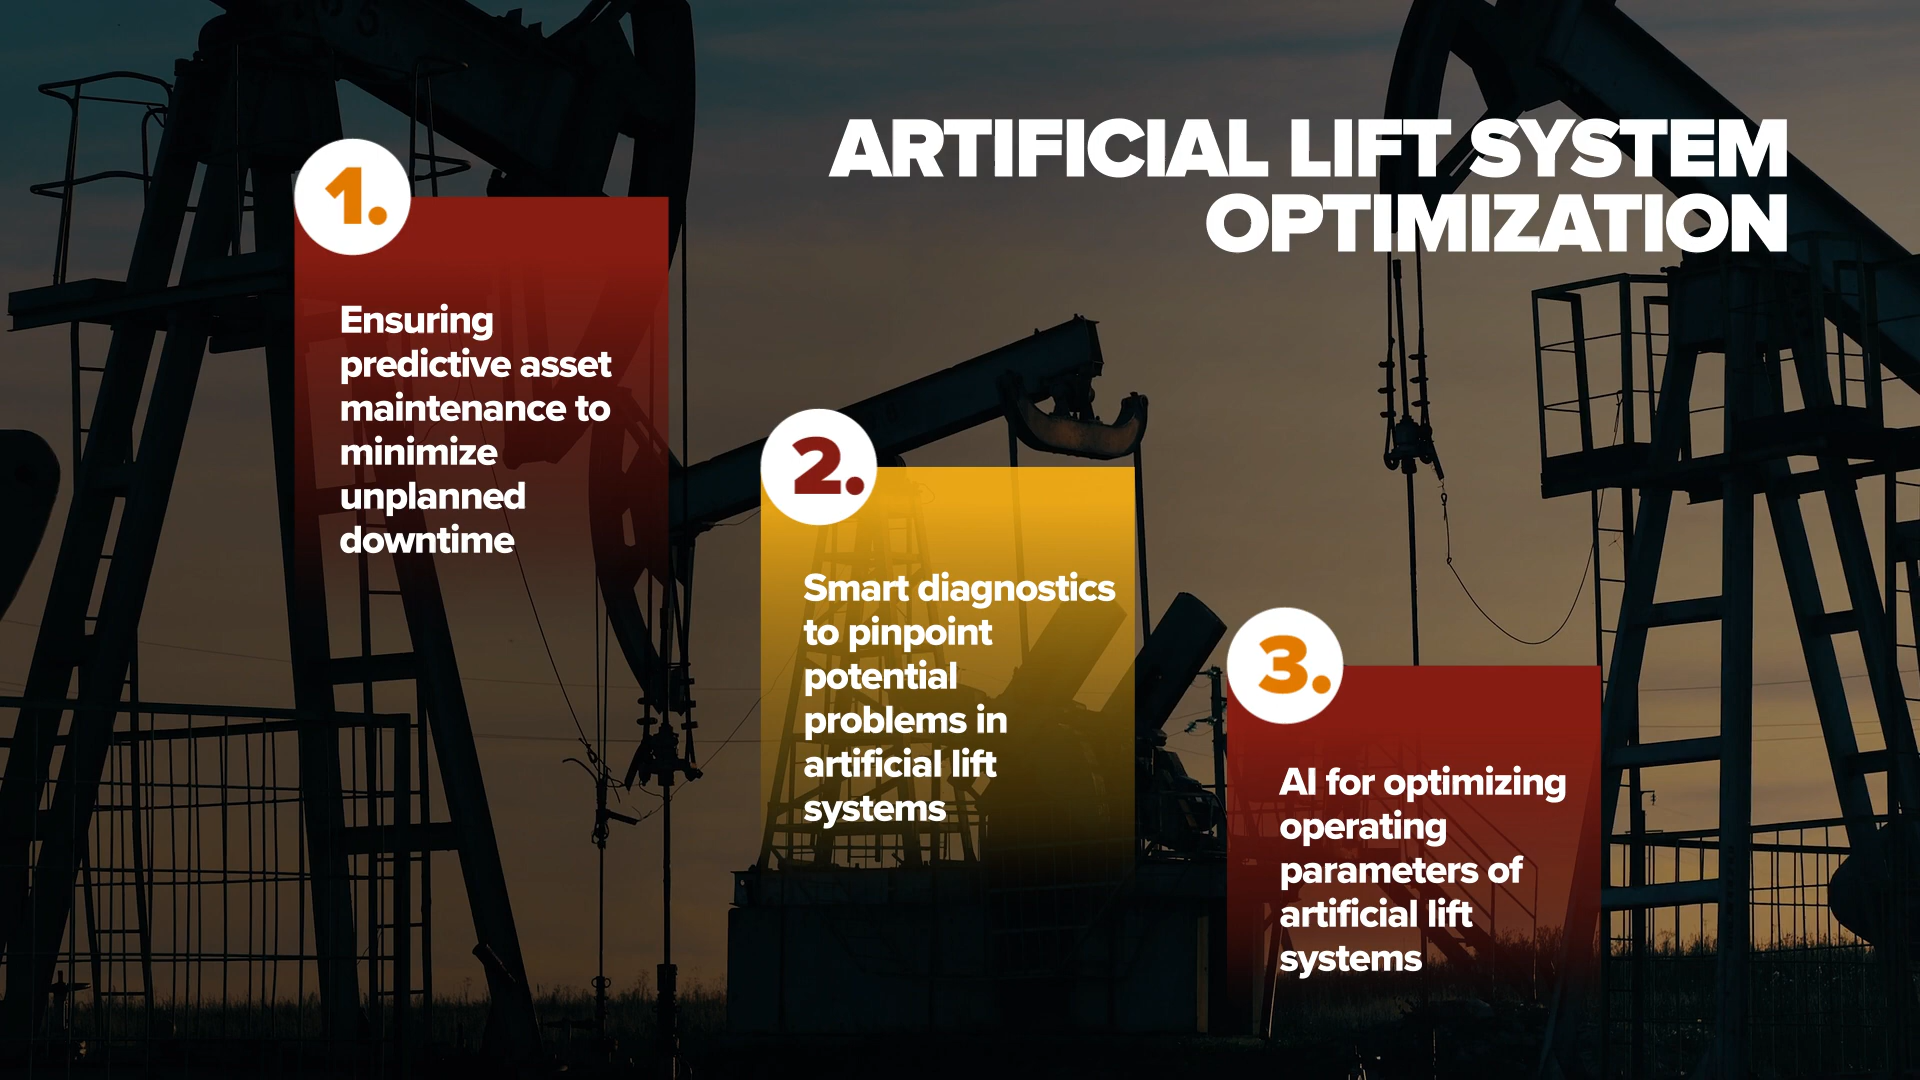 ARTIFICIAL LIFT SYSTEM
OPTIMIZATION
1.
Ensuring
predictive asset
maintenance to
minimize
unplanned
downtime
2.
Smart diagnostics
to pinpoint
potential
problems in
artificial lift
systems
3.
AI for optimizing
operating
parameters of
artificial lift
systems